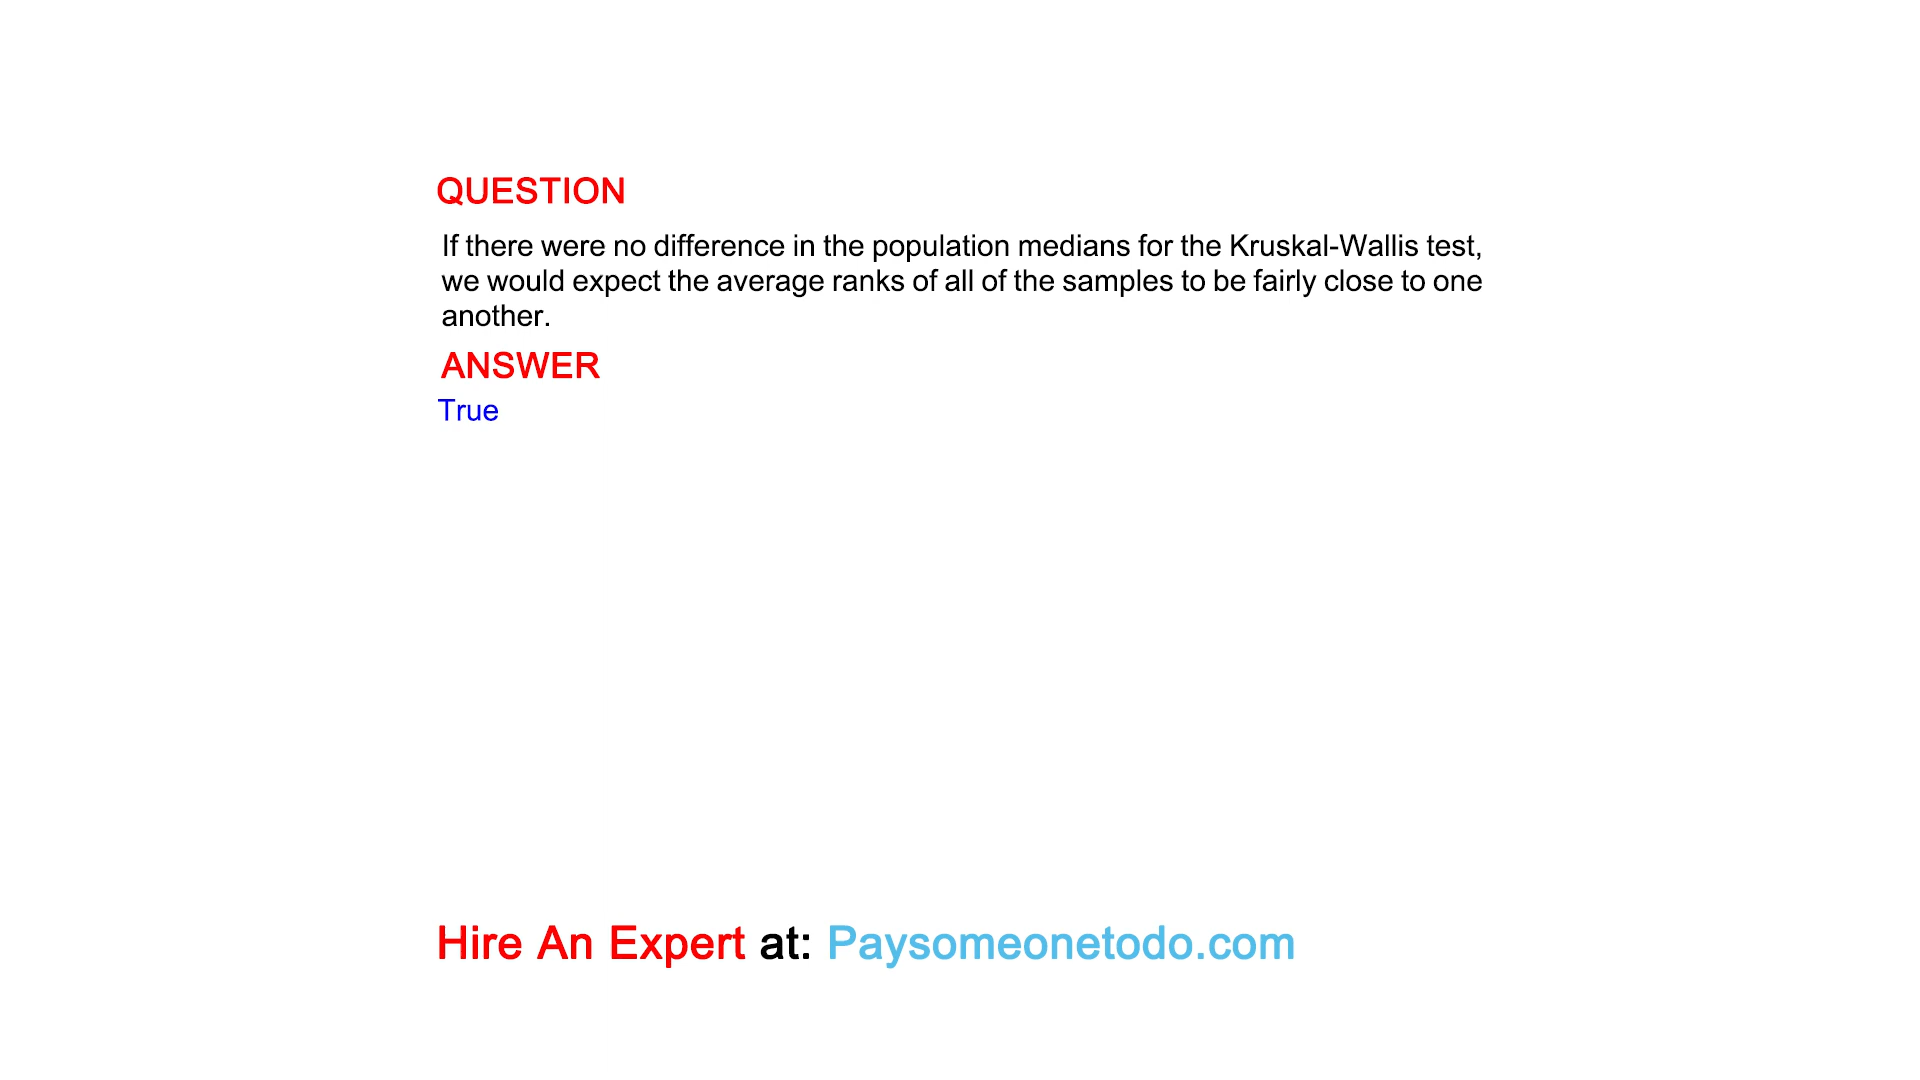 QUESTION
If there were no difference in the population medians for the Kruskal-Wallis test,
we would expect the average ranks of all of the samples to be fairly close to one
another.
ANSWER
True
Hire An Expert at: Paysomeonetodo.com